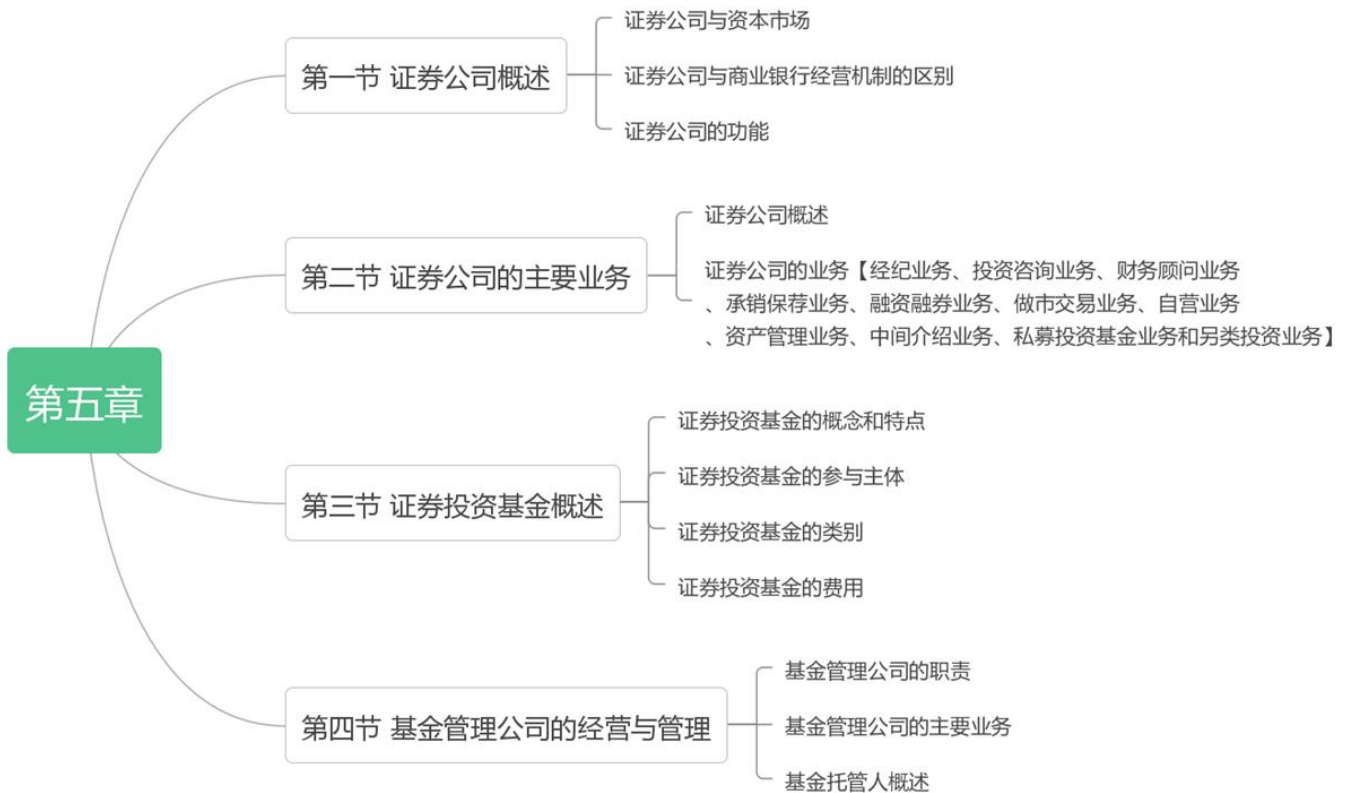 第五章
第一节 证券公司概述
证券公司与资本市场
证券公司与商业银行经营机制的区别
证券公司的功能
第二节 证券公司的主要业务
证券公司概述
证券公司的业务【经纪业务、投资咨询业务、财务顾问业务
、承销保荐业务、融资融券业务、做市交易业务、自营业务
、资产管理业务、中间介绍业务、私募投资基金业务和另类投资业务】
第三节 证券投资基金概述
证券投资基金的概念和特点
证券投资基金的参与主体
证券投资基金的类别
证券投资基金的费用
第四节 基金管理公司的经营与管理
基金管理公司的职责
基金管理公司的主要业务
基金托管人概述